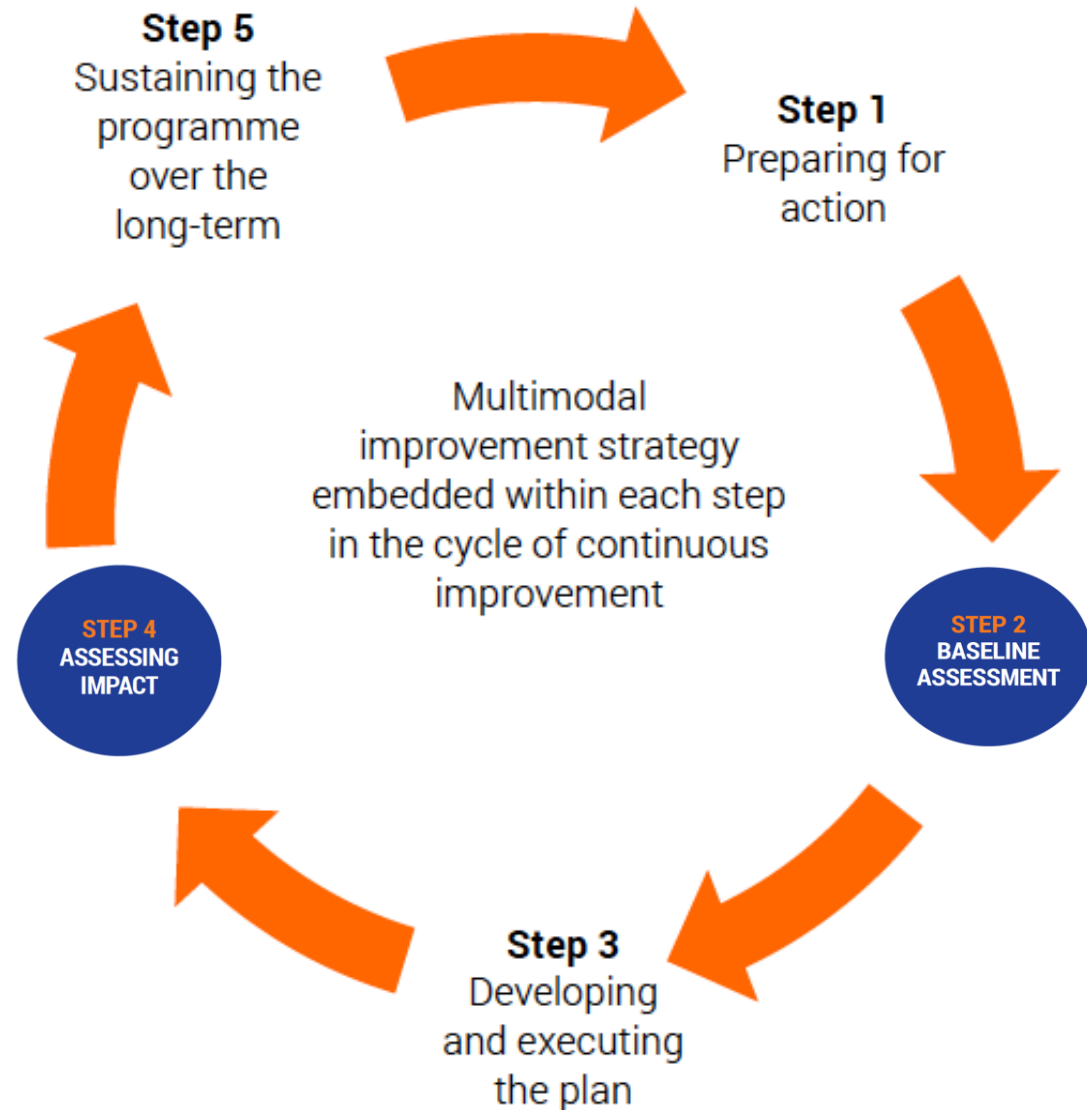 Step 1
Preparing for
action
STEP 2
BASELINE
ASSESSMENT
Step 3
Developing
and executing
the plan
STEP 4
ASSESSING
IMPACT
Step 5
Sustaining the
programme
over the
long-term
Multimodal
improvement strategy
embedded within each step
in the cycle of continuous
improvement